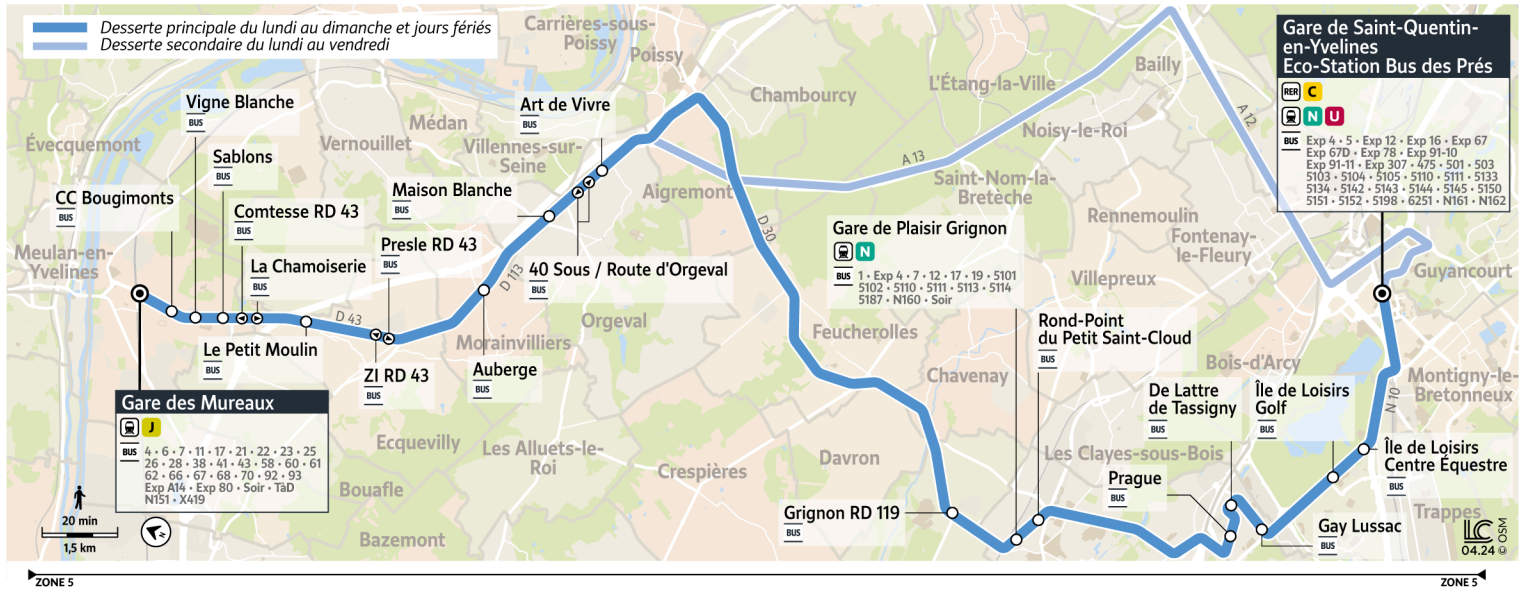 Desserte principale du lundi au dimanche et jours fériés
Desserte secondaire du lundi au vendredi
Carrières-sous-
Poissy
Poissy
Gare de Saint-Quentin-
en-Yvelines
Eco-Station Bus des Prés
RER C
N U
BUS
Exp 4 • 5 • Exp 12 • Exp 16 • Exp 67
Exp 67D • Exp 78 • Exp 91-10
Exp 91-11 • Exp 307 • 475 • 501 • 503
5103 • 5104 • 5105 • 5110 • 5111 • 5133
5134 • 5142 • 5143 • 5144 • 5145 • 5150
5151 • 5152 • 5198 • 6251 • N161 • N162
Bailly
L'Étang-la-Ville
Chambourcy
A 12
Noisy-le-Roi
A 13
Vigne Blanche
BUS
Art de Vivre
BUS
Médan
Évecquemont
Vernouillet
Villennes-sur-
Seine
Sablons
BUS
Maison Blanche
BUS
Aigremont
Saint-Nom-la-
Bretèche
CC Bougimonts
BUS
Comtesse RD 43
BUS
D 30
Gare de Plaisir Grignon
N
BUS
1 • Exp 4 • 7 • 12 • 17 • 19 • 5101
5102 • 5110 • 5111 • 5113 • 5114
5187 • N160 • Soir
Rennemoulin
Fontenay-
le-Fleury
Meulan-en-
Yvelines
La Chamoiserie
BUS
Presle RD 43
BUS
D 113
40 Sous / Route d'Orgeval
BUS
Villepreux
Guyancourt
D 43
Orgeval
Feucherolles
Rond-Point
du Petit Saint-Cloud
BUS
Le Petit Moulin
BUS
Morainvilliers
ZI RD 43
BUS
Auberge
BUS
Chavenay
Bois-d'Arcy
Montigny-le-
Bretonneux
N 10
De Lattre
de Tassigny
BUS
Île de Loisirs
Golf
BUS
Gare des Mureaux
J
BUS
4 • 6 • 7 • 11 • 17 • 21 • 22 • 23 • 25
26 • 28 • 38 • 41 • 43 • 58 • 60 • 61
62 • 66 • 67 • 68 • 70 • 92 • 93
Exp A14 • Exp 80 • Soir • TàD
N151 • X419
Ecquevilly
Les Alluets-le-
Roi
Crespières
Davron
Les Clayes-sous-Bois
Île de Loisirs
Centre Équestre
BUS
Prague
BUS
Bouafle
Bazemont
Grignon RD 119
BUS
Gay Lussac
BUS
Trappes
20 min
1,5 km
N
LC
04.24 © OSM
ZONE 5
ZONE 5